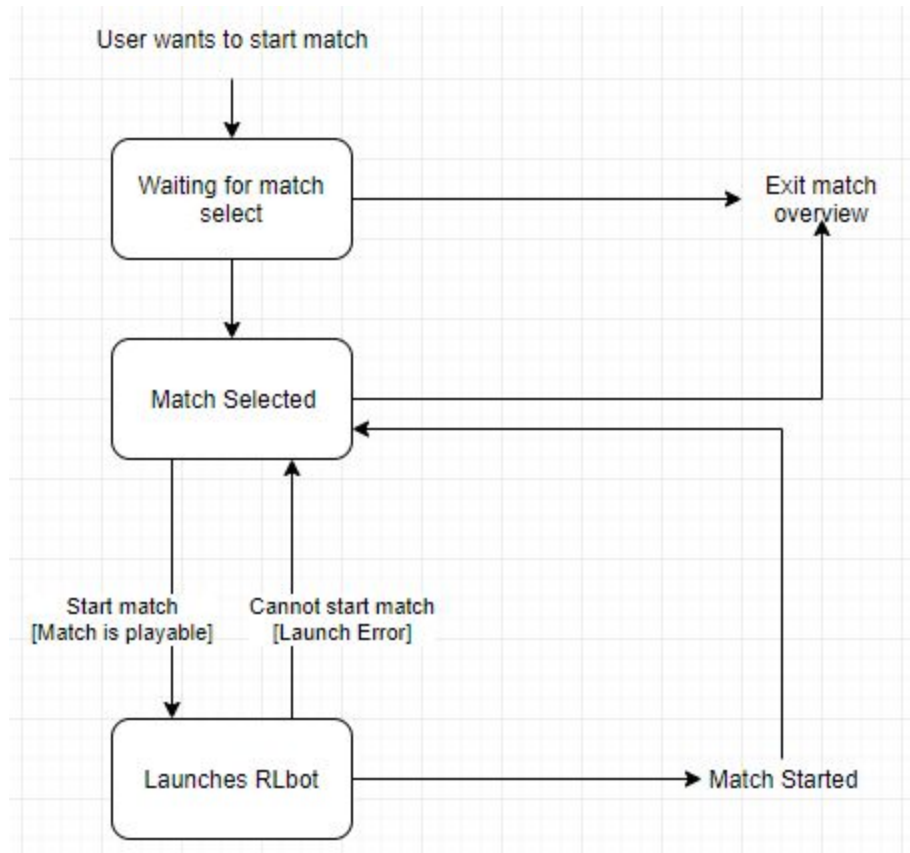 User wants to start match
Waiting for match
select
Exit match
overview
Match Selected
Start match
[Match is playable]
Cannot start match
[Launch Error]
Launches RLbot
Match Started